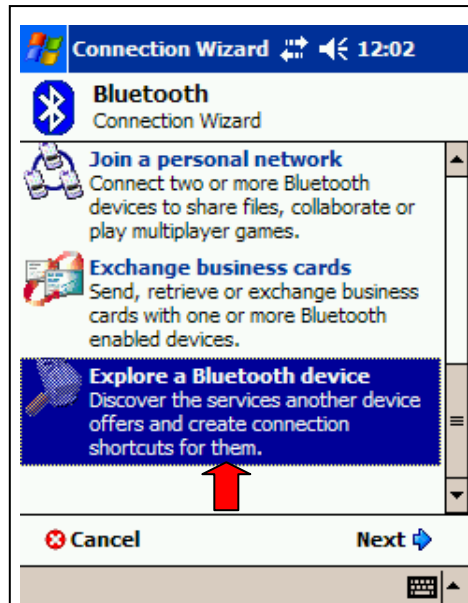 Connection Wizard 12:02
Bluetooth
Connection Wizard
Join a personal network
Connect two or more Bluetooth
devices to share files, collaborate or
play multiplayer games.
Exchange business cards
Send, retrieve or exchange business
cards with one or more Bluetooth
enabled devices.
Explore a Bluetooth device
Discover the services another device
offers and create connection
shortcuts for them.
Cancel Next